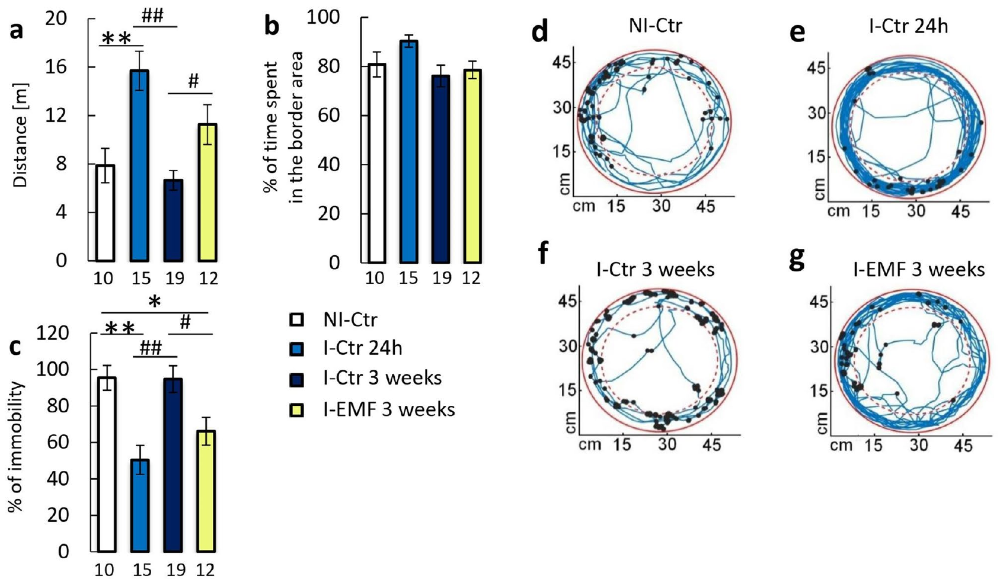 a
Distance [m]
20
16
12
8
4
0
##
**
#
10 15 19 12
b
% of time spent
in the border area
100
80
60
40
20
0
10 15 19 12
c
% of immobility
120
100
80
60
40
20
0
*
** #
##
10 15 19 12
NI-Ctr
I-Ctr 24h
I-Ctr 3 weeks
I-EMF 3 weeks
d
NI-Ctr
45
30
15
cm
cm 15 30 45
e
I-Ctr 24h
45
30
15
cm
cm 15 30 45
f
I-Ctr 3 weeks
45
30
15
cm
cm 15 30 45
g
I-EMF 3 weeks
45
30
15
cm
cm 15 30 45